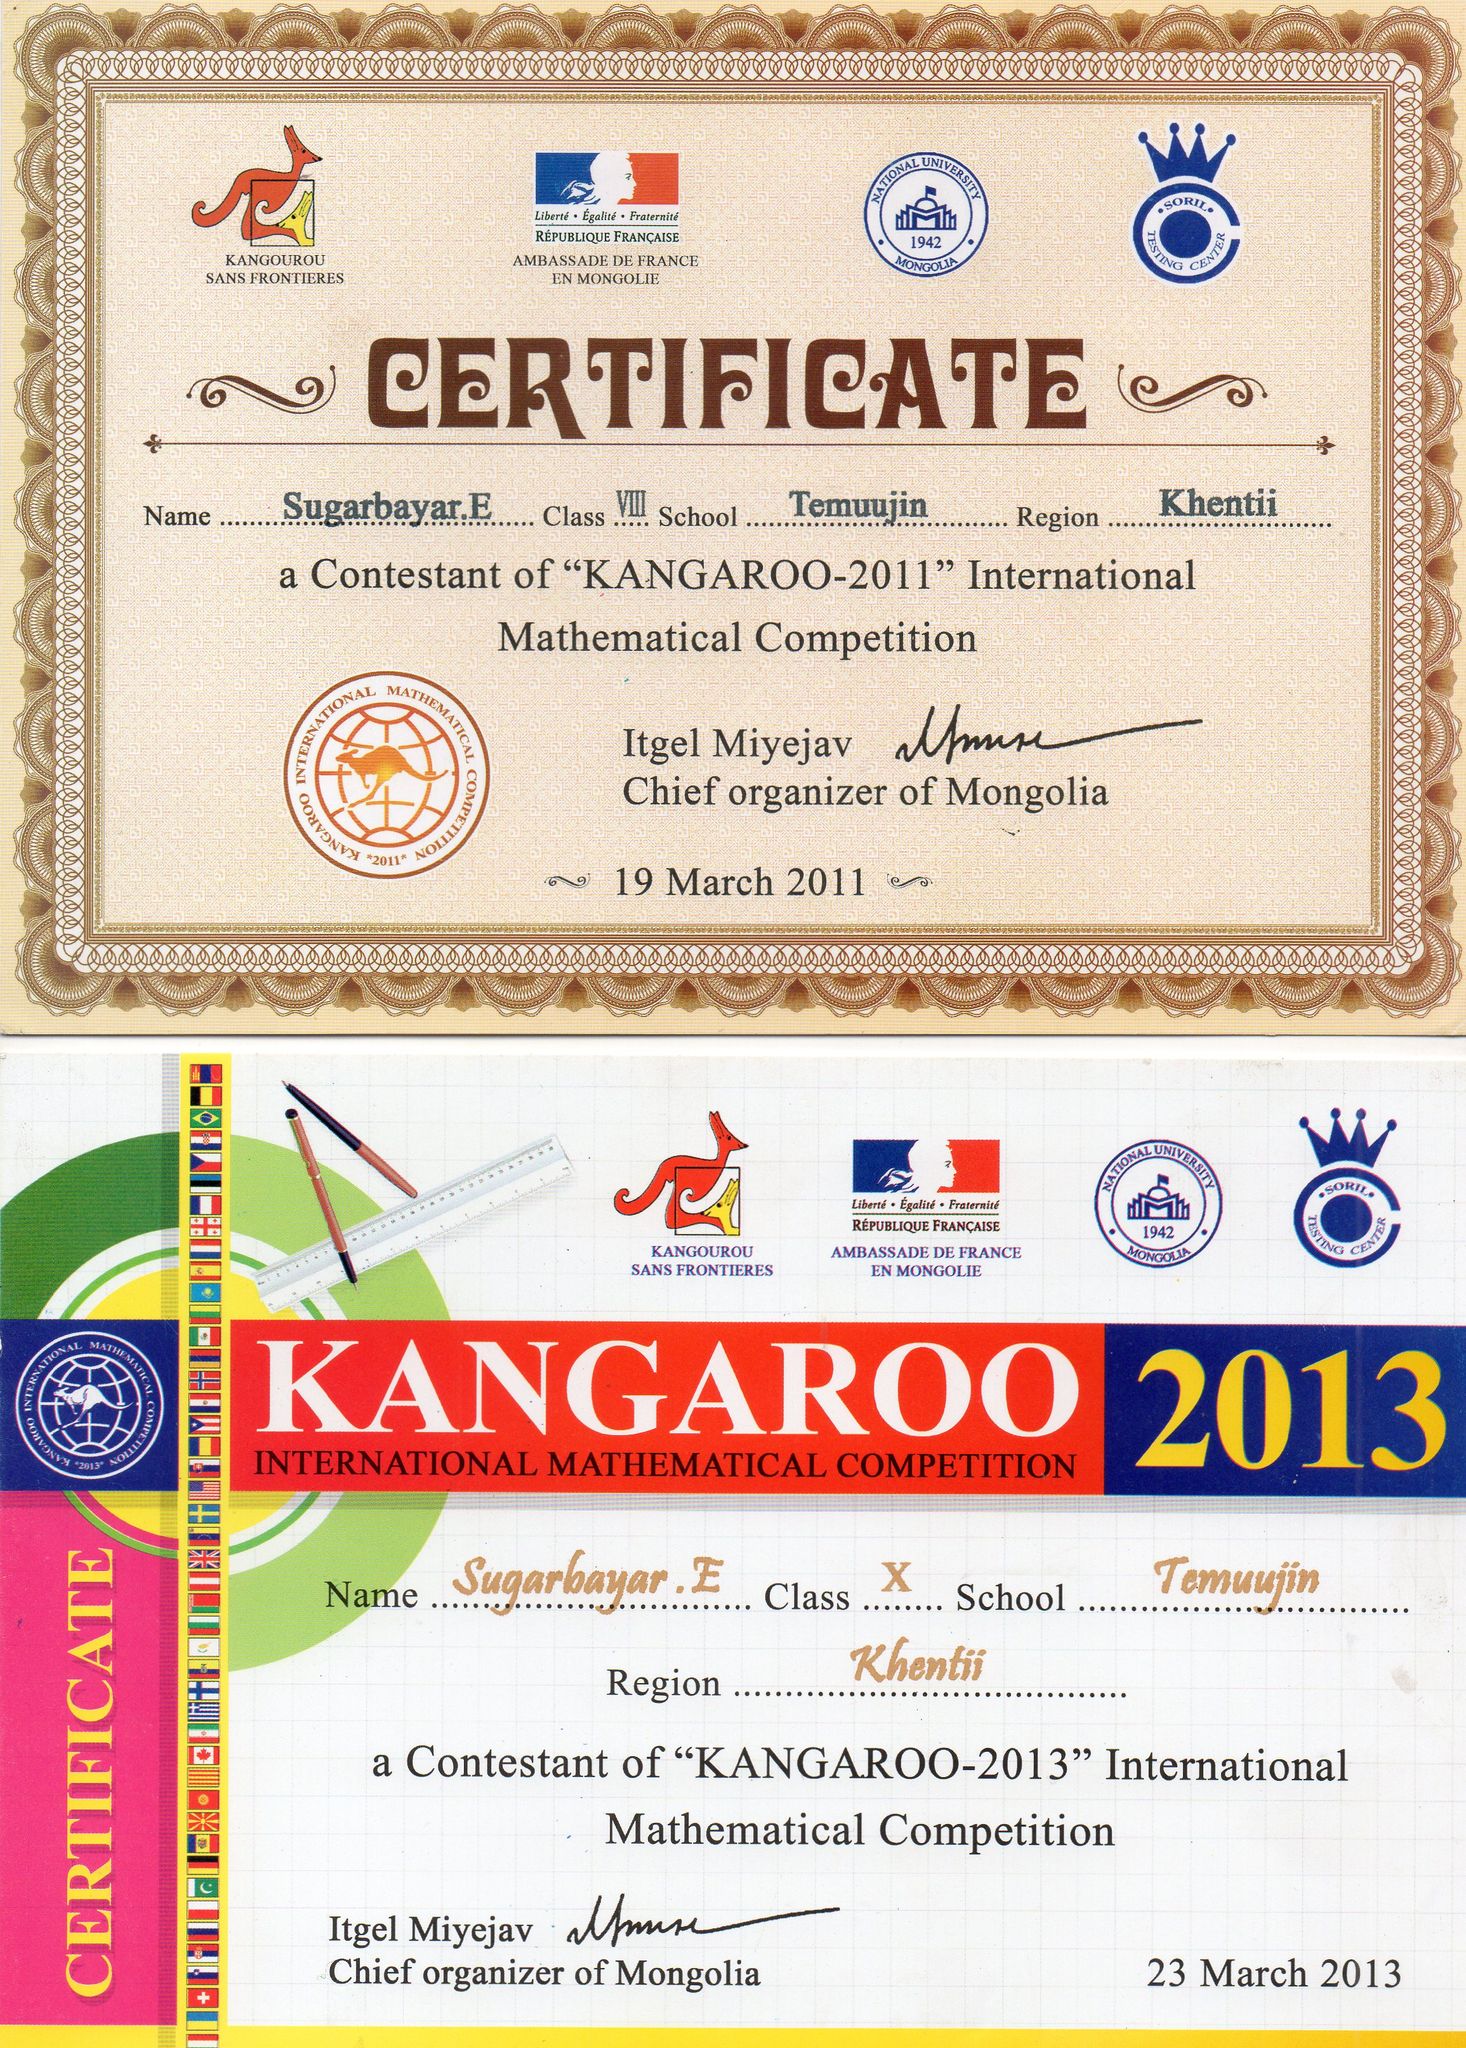 KANGOUROU
SANS FRONTIERES
Liberté • Égalité • Fraternité
RÉPUBLIQUE FRANÇAISE
AMBASSADE DE FRANCE
EN MONGOLIE
NATIONAL UNIVERSITY
1942
MONGOLIA
SORIL
TESTING CENTER
CERTIFICATE
Name Sugarbayar.E Class VIII School Temuujin Region Khentii
a Contestant of “KANGAROO-2011” International
Mathematical Competition
KANGAROO INTERNATIONAL MATHEMATICAL COMPETITION
*2011*
Itgel Miyejav
Chief organizer of Mongolia
19 March 2011
KANGOUROU
SANS FRONTIERES
Liberté • Égalité • Fraternité
RÉPUBLIQUE FRANÇAISE
AMBASSADE DE FRANCE
EN MONGOLIE
NATIONAL UNIVERSITY
1942
MONGOLIA
SORIL
TESTING CENTER
KANGAROO INTERNATIONAL MATHEMATICAL COMPETITION
*2013*
KANGAROO 2013
INTERNATIONAL MATHEMATICAL COMPETITION
CERTIFICATE
Name Sugarbayar.E Class X School Temuujin
Region Khentii
a Contestant of “KANGAROO-2013” International
Mathematical Competition
Itgel Miyejav
Chief organizer of Mongolia
23 March 2013